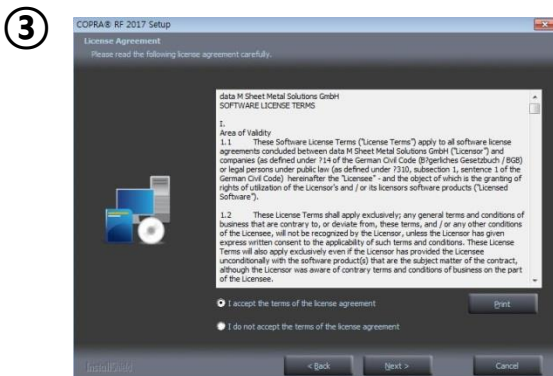 ③
COPRA® RF 2017 Setup
License Agreement
Please read the following license agreement carefully.
data M Sheet Metal Solutions GmbH
SOFTWARE LICENSE TERMS
I.
Area of Validity
1.1 These Software License Terms ("License Terms") apply to all software license
agreements concluded between data M Sheet Metal Solutions GmbH ("Licensor") and
companies (as defined under ?14 of the German Civil Code (B?gerliches Gesetzbuch / BGB)
or legal persons under public law (as defined under ?310, subsection 1, sentence 1 of the
German Civil Code) hereinafter the "Licensee" - and the object of which is the granting of
rights of utilization of the Licensor's and / or its licensors software products ("Licensed
Software").
1.2 These License Terms shall apply exclusively; any general terms and conditions of
business that are contrary to, or deviate from, these terms, and / or any other conditions
of the Licensee, will not be recognized by the Licensor, unless the Licensor has given
express written consent to the applicability of such terms and conditions. These License
Terms will also apply exclusively even if the Licensor has provided the Licensee
unconditionally with the software product(s) that are the subject matter of the contract,
although the Licensor was aware of contrary terms and conditions of business on the part
of the Licensee.
I accept the terms of the license agreement
Print
I do not accept the terms of the license agreement
InstallShield
< Back
Next >
Cancel